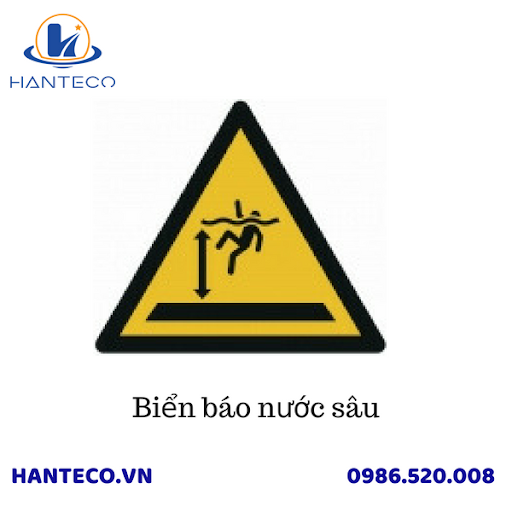 HANTECO
Biển báo nước sâu
HANTECO.VN
0986.520.008